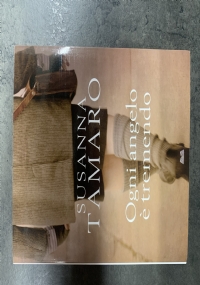 SUSANNA
TAMARO
Ogni angelo
è tremendo